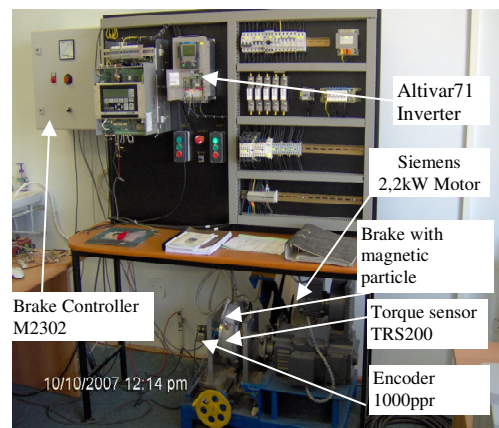 Altivar71
Inverter
Siemens
2,2kW Motor
Brake with
magnetic
particle
Brake Controller
M2302
Torque sensor
TRS200
Encoder
1000ppr
10/10/2007 12:14 pm